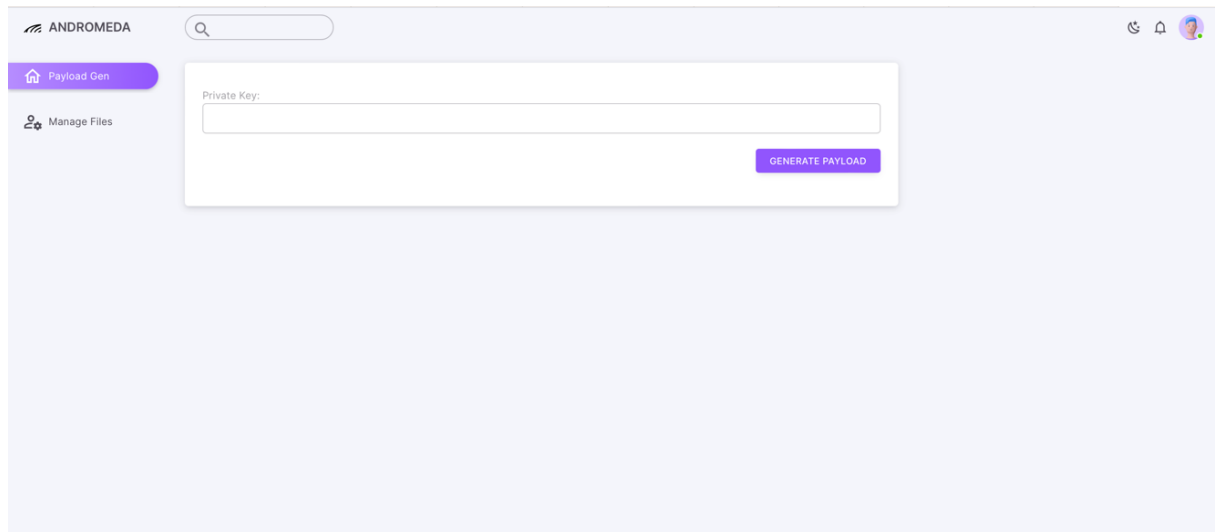 ANDROMEDA
Payload Gen
Manage Files
Private Key:
GENERATE PAYLOAD